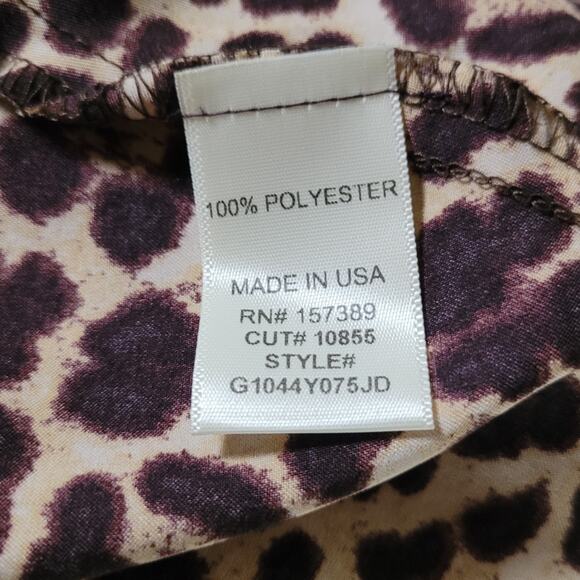 100% POLYESTER
MADE IN USA
RN# 157389
CUT# 10855
STYLE#
G1044Y075JD